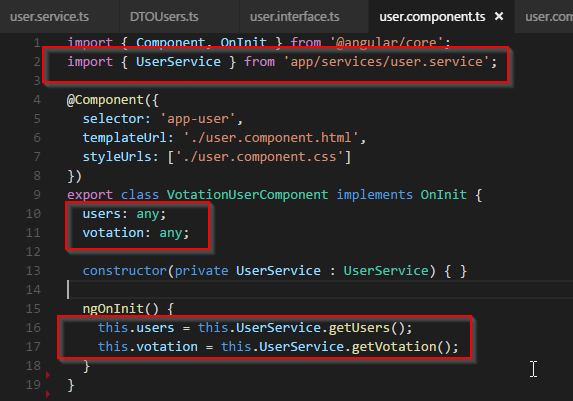 user.service.ts DTOUsers.ts user.interface.ts user.component.ts × user.com
1 import { Component, OnInit } from '@angular/core';
2 import { UserService } from 'app/services/user.service';
3
4 @Component({
5 selector: 'app-user',
6 templateUrl: './user.component.html',
7 styleUrls: ['./user.component.css']
8 })
9 export class VotationUserComponent implements OnInit {
10 users: any;
11 votation: any;
12
13 constructor(private UserService : UserService) { }
14
15 ngOnInit() {
16 this.users = this.UserService.getUsers();
17 this.votation = this.UserService.getVotation();
18 }
19 }